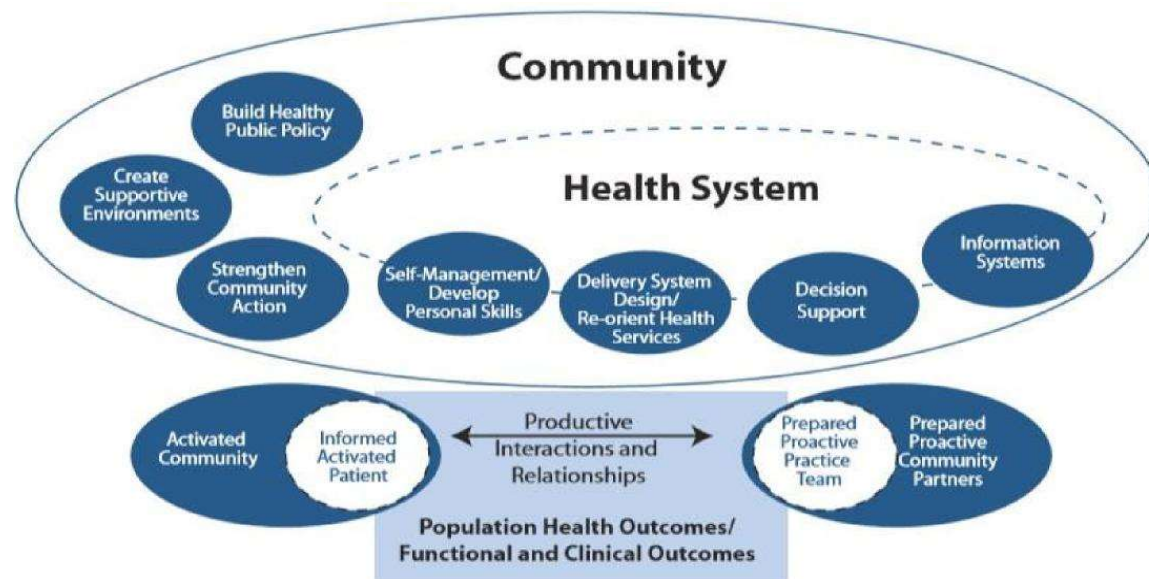 Community
Build Healthy
Public Policy
Create
Supportive
Environments
Strengthen
Community
Action
Health System
Self-Management/
Develop
Personal Skills
Delivery System
Design/
Re-orient Health
Services
Decision
Support
Information
Systems
Activated
Community
Informed
Activated
Patient
Productive
Interactions and
Relationships
Prepared
Proactive
Practice
Team
Prepared
Proactive
Community
Partners
Population Health Outcomes/
Functional and Clinical Outcomes